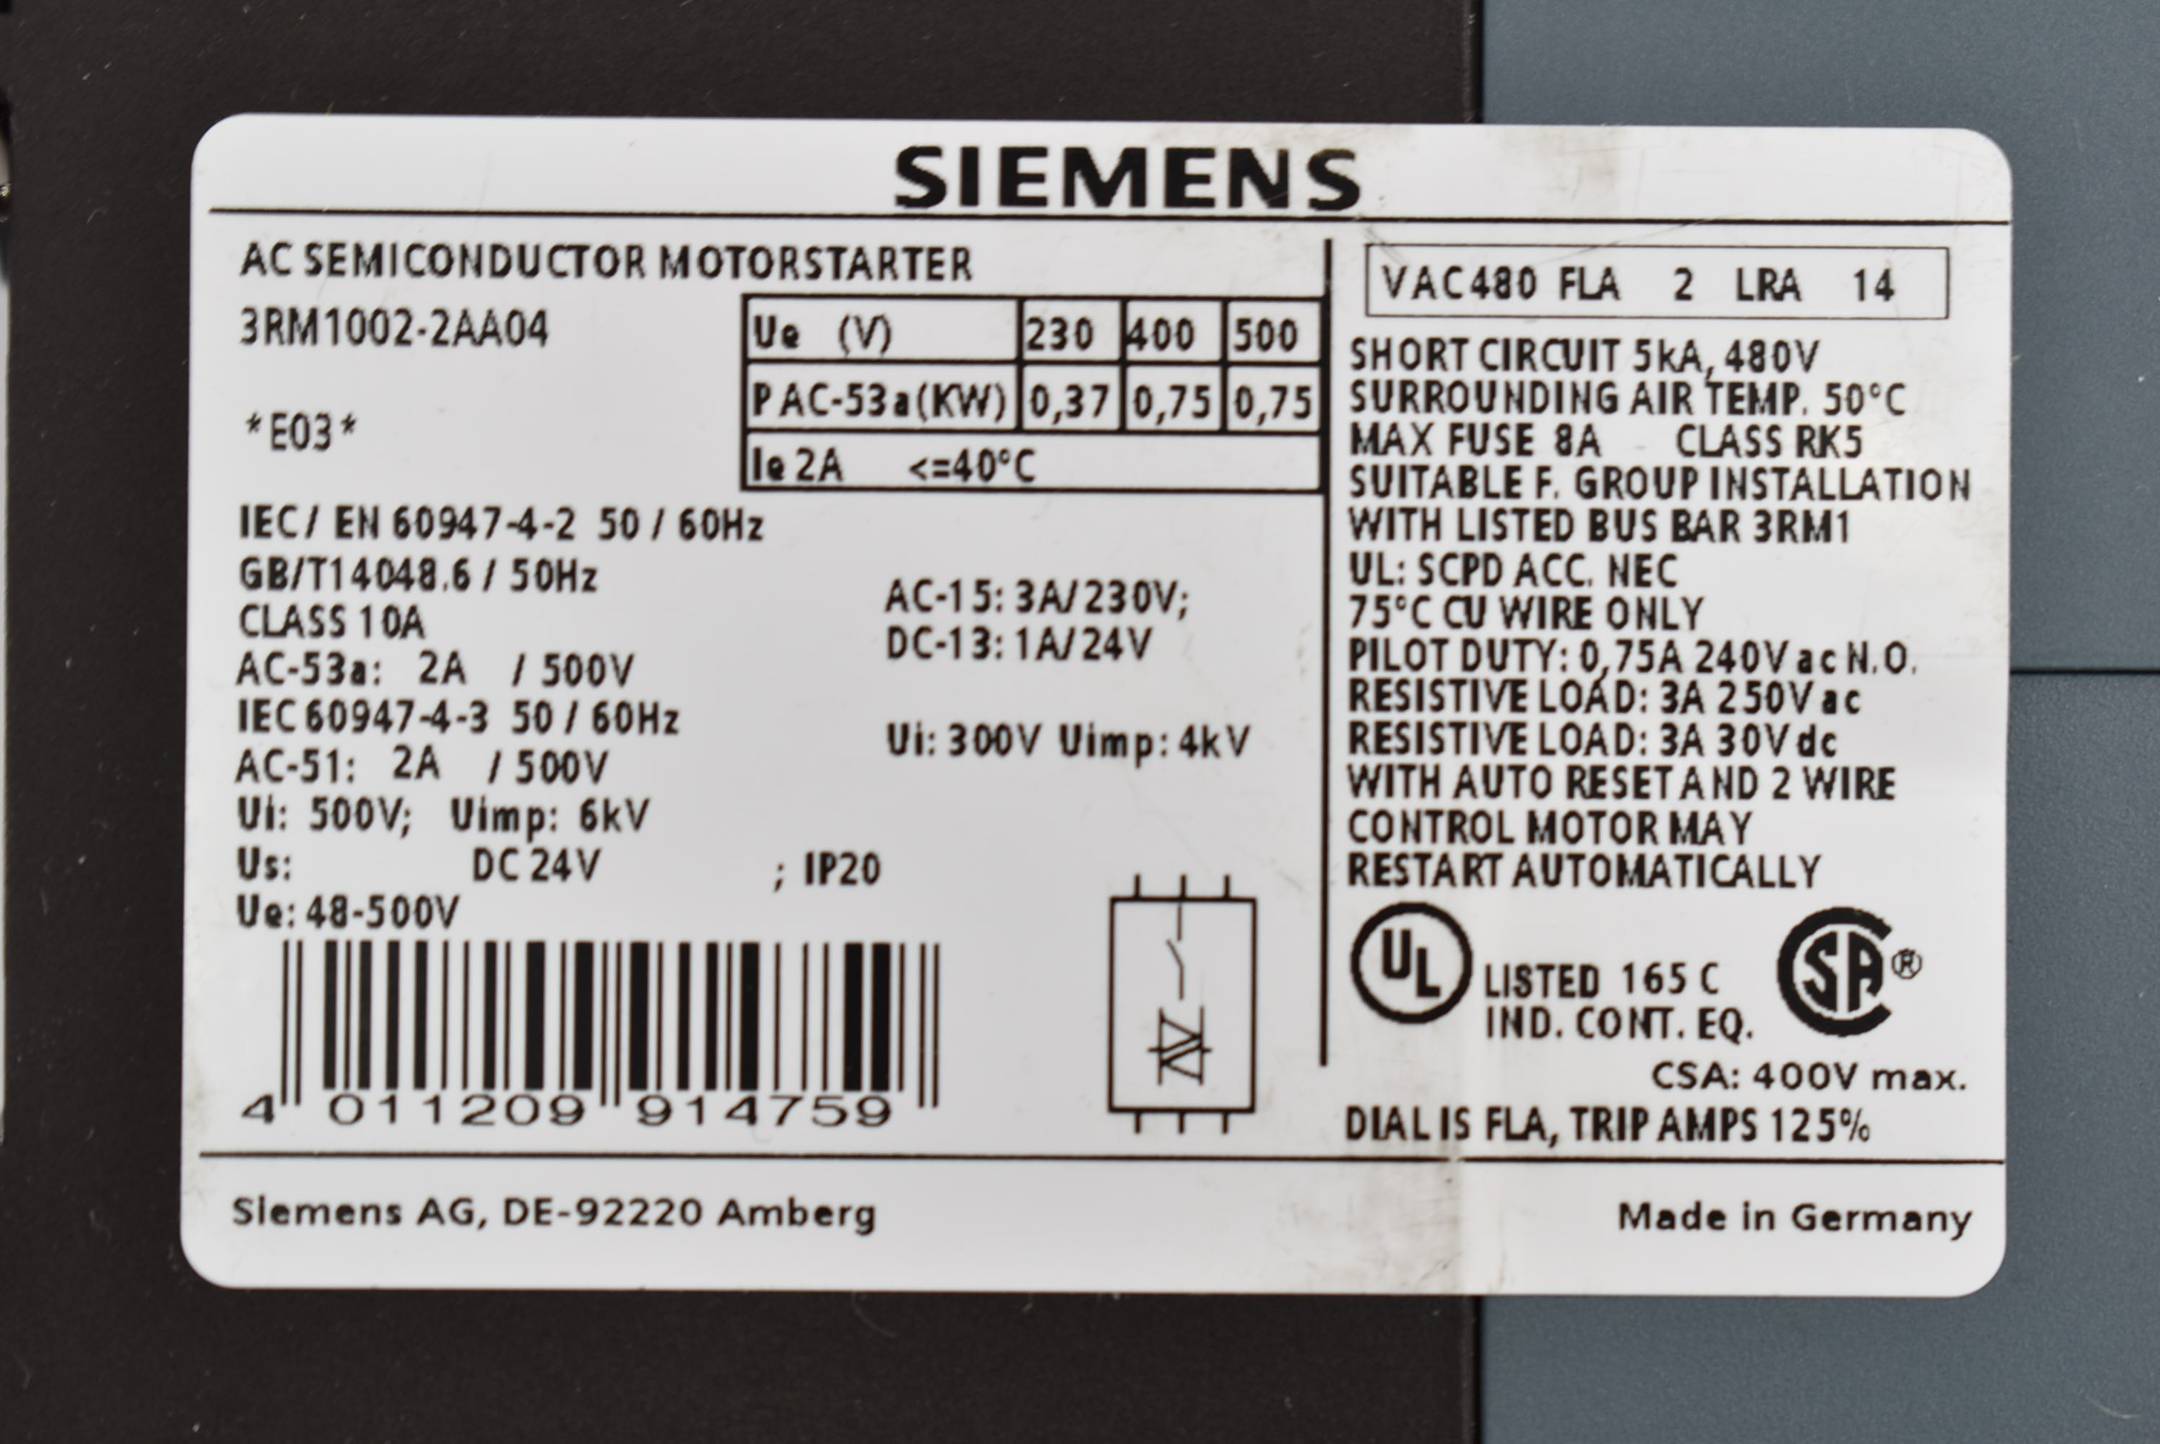 SIEMENS
AC SEMICONDUCTOR MOTORSTARTER
3RM1002-2AA04
*E03*
Ue (V) 230 400 500
P AC-53a(KW) 0,37 0,75 0,75
Ie 2A <=40°C
IEC/ EN 60947-4-2 50 / 60Hz
GB/T14048.6 / 50Hz
CLASS 10A
AC-53a: 2A / 500V
IEC 60947-4-3 50 / 60Hz
AC-51: 2A / 500V
Ui: 500V; Uimp: 6kV
Us: DC 24V ; IP20
Ue: 48-500V
AC-15: 3A/230V;
DC-13: 1A/24V
Ui: 300V Uimp: 4kV
4 011209 914759
VAC480 FLA 2 LRA 14
SHORT CIRCUIT 5kA, 480V
SURROUNDING AIR TEMP. 50°C
MAX FUSE 8A CLASS RK5
SUITABLE F. GROUP INSTALLATION
WITH LISTED BUS BAR 3RM1
UL: SCPD ACC. NEC
75°C CU WIRE ONLY
PILOT DUTY: 0,75A 240V ac N.O.
RESISTIVE LOAD: 3A 250V ac
RESISTIVE LOAD: 3A 30V dc
WITH AUTO RESET AND 2 WIRE
CONTROL MOTOR MAY
RESTART AUTOMATICALLY
UL LISTED 165 C SA ®
IND. CONT. EQ.
CSA: 400V max.
DIAL IS FLA, TRIP AMPS 125%
Siemens AG, DE-92220 Amberg
Made in Germany